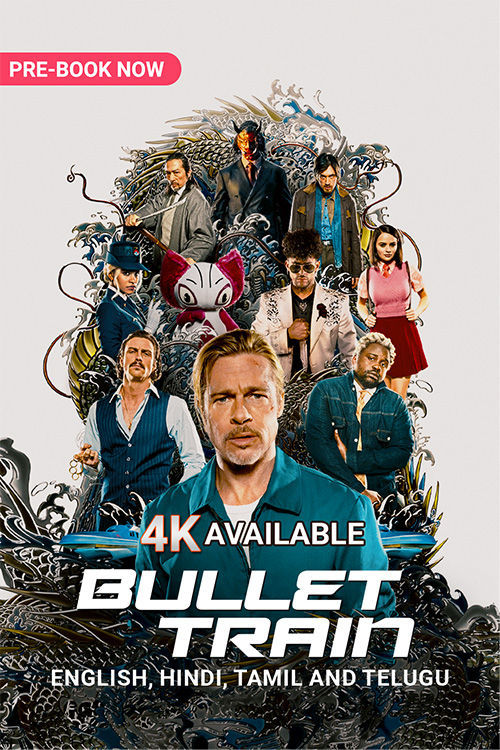 PRE-BOOK NOW
4K AVAILABLE
BULLET
TRAIN
ENGLISH, HINDI, TAMIL AND TELUGU